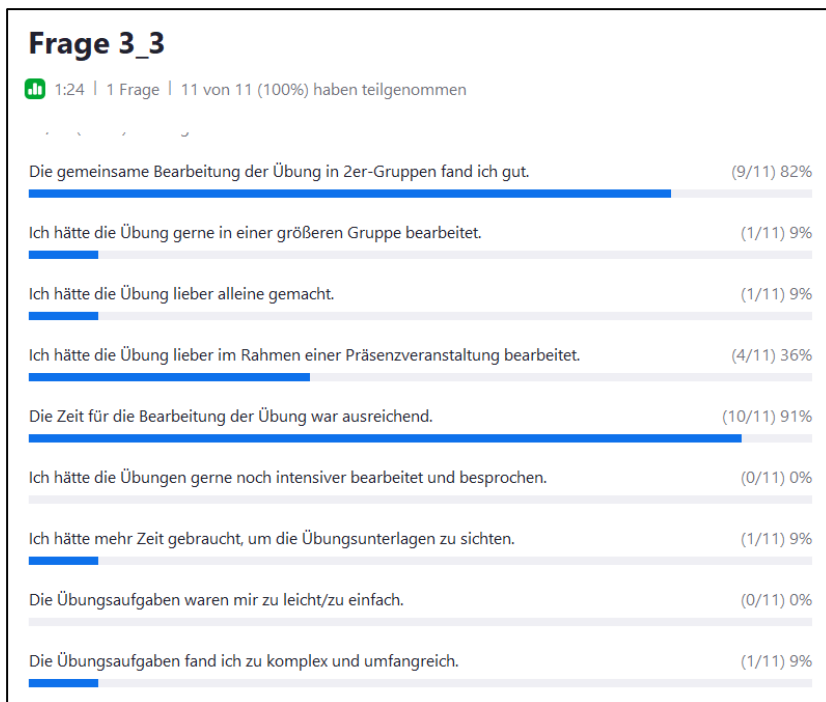 Frage 3_3
1:24 | 1 Frage | 11 von 11 (100%) haben teilgenommen
Die gemeinsame Bearbeitung der Übung in 2er-Gruppen fand ich gut. (9/11) 82%
Ich hätte die Übung gerne in einer größeren Gruppe bearbeitet. (1/11) 9%
Ich hätte die Übung lieber alleine gemacht. (1/11) 9%
Ich hätte die Übung lieber im Rahmen einer Präsenzveranstaltung bearbeitet. (4/11) 36%
Die Zeit für die Bearbeitung der Übung war ausreichend. (10/11) 91%
Ich hätte die Übungen gerne noch intensiver bearbeitet und besprochen. (0/11) 0%
Ich hätte mehr Zeit gebraucht, um die Übungsunterlagen zu sichten. (1/11) 9%
Die Übungsaufgaben waren mir zu leicht/zu einfach. (0/11) 0%
Die Übungsaufgaben fand ich zu komplex und umfangreich. (1/11) 9%